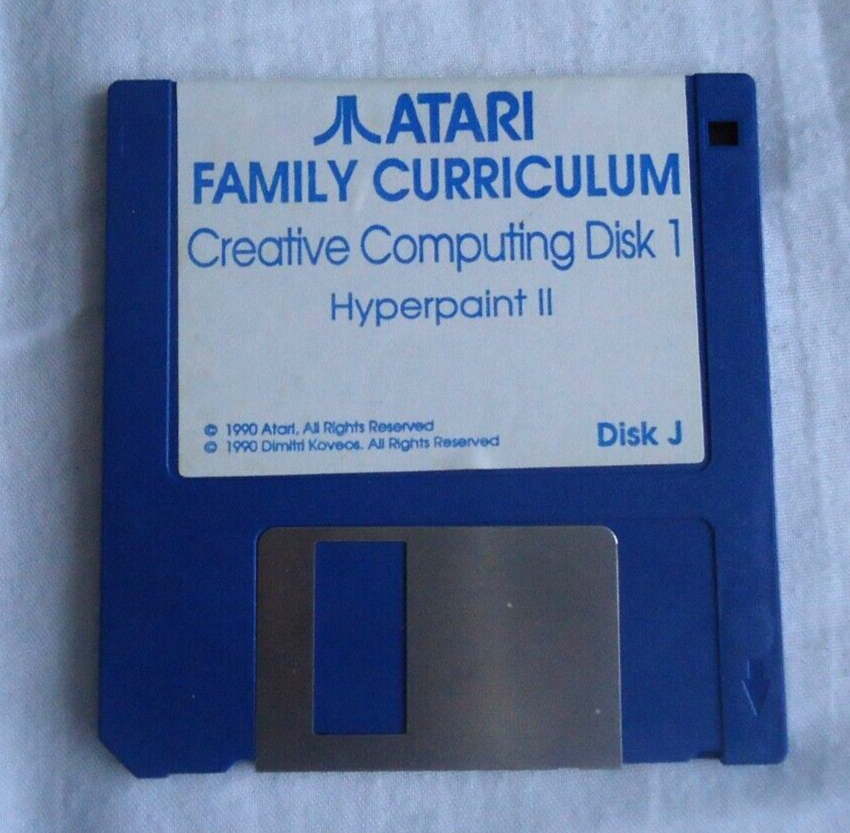 ATARI
FAMILY CURRICULUM
Creative Computing Disk 1
Hyperpaint II
© 1990 Atari, All Rights Reserved
© 1990 Dimitri Koveos. All Rights Reserved
Disk J